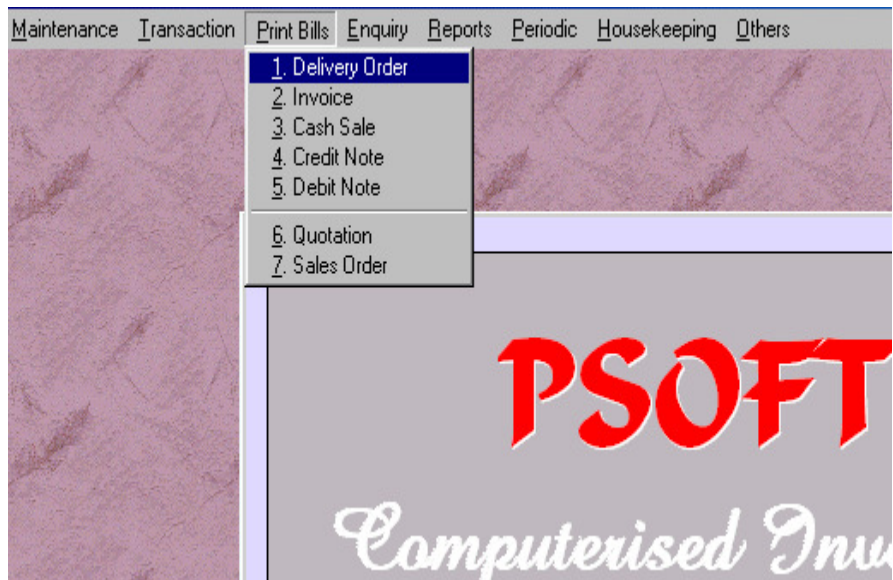 Maintenance Transaction Print Bills Enquiry Reports Periodic Housekeeping Others
1. Delivery Order
2. Invoice
3. Cash Sale
4. Credit Note
5. Debit Note
6. Quotation
7. Sales Order
PSOFT
Computerised Inv